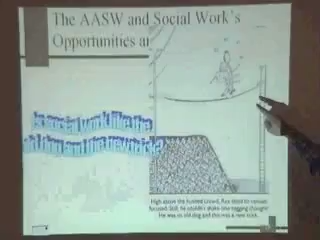 The AASW and Social Work's
Opportunities a
Is social work like the
old dog and the new trick?
High above the hushed crowd, Rex tried to remain
focused. Still, he couldn't shake one nagging thought:
He was an old dog and this was a new trick.